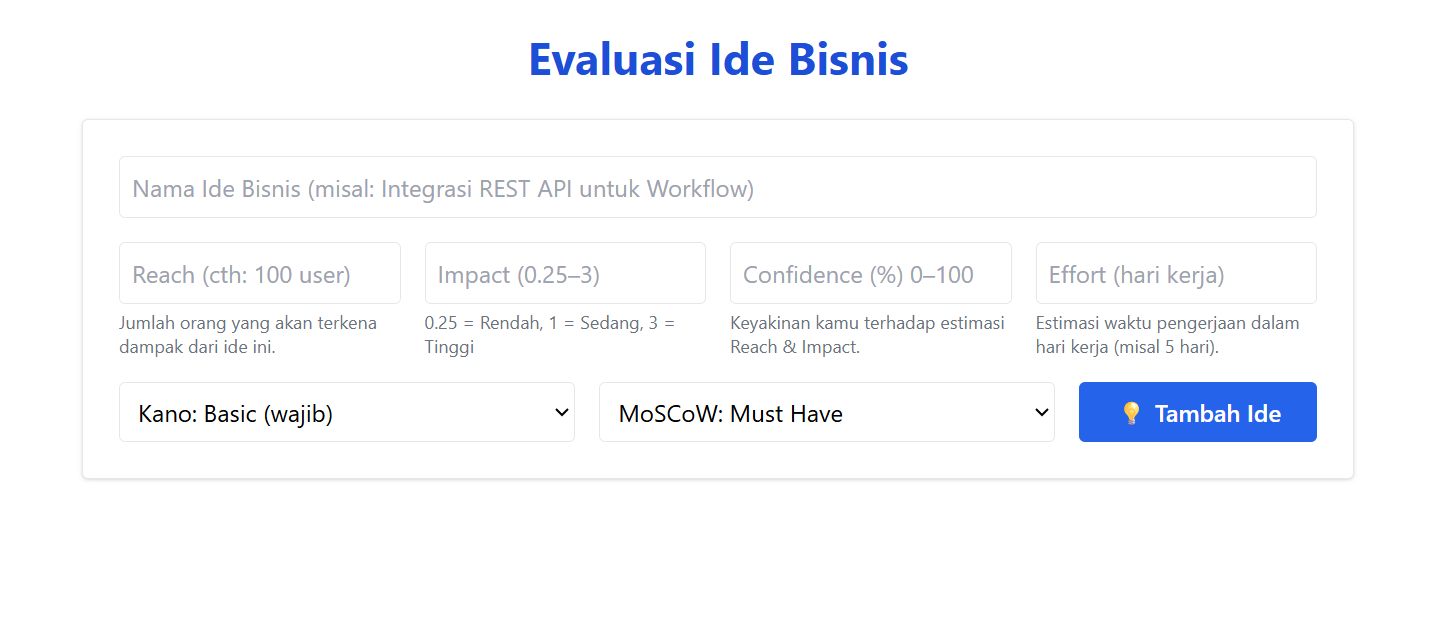 Evaluasi Ide Bisnis
Nama Ide Bisnis (misal: Integrasi REST API untuk Workflow)
Reach (cth: 100 user)
Jumlah orang yang akan terkena
dampak dari ide ini.
Impact (0.25–3)
0.25 = Rendah, 1 = Sedang, 3 =
Tinggi
Confidence (%) 0–100
Keyakinan kamu terhadap estimasi
Reach & Impact.
Effort (hari kerja)
Estimasi waktu pengerjaan dalam
hari kerja (misal 5 hari).
Kano: Basic (wajib)
MoSCoW: Must Have
💡 Tambah Ide